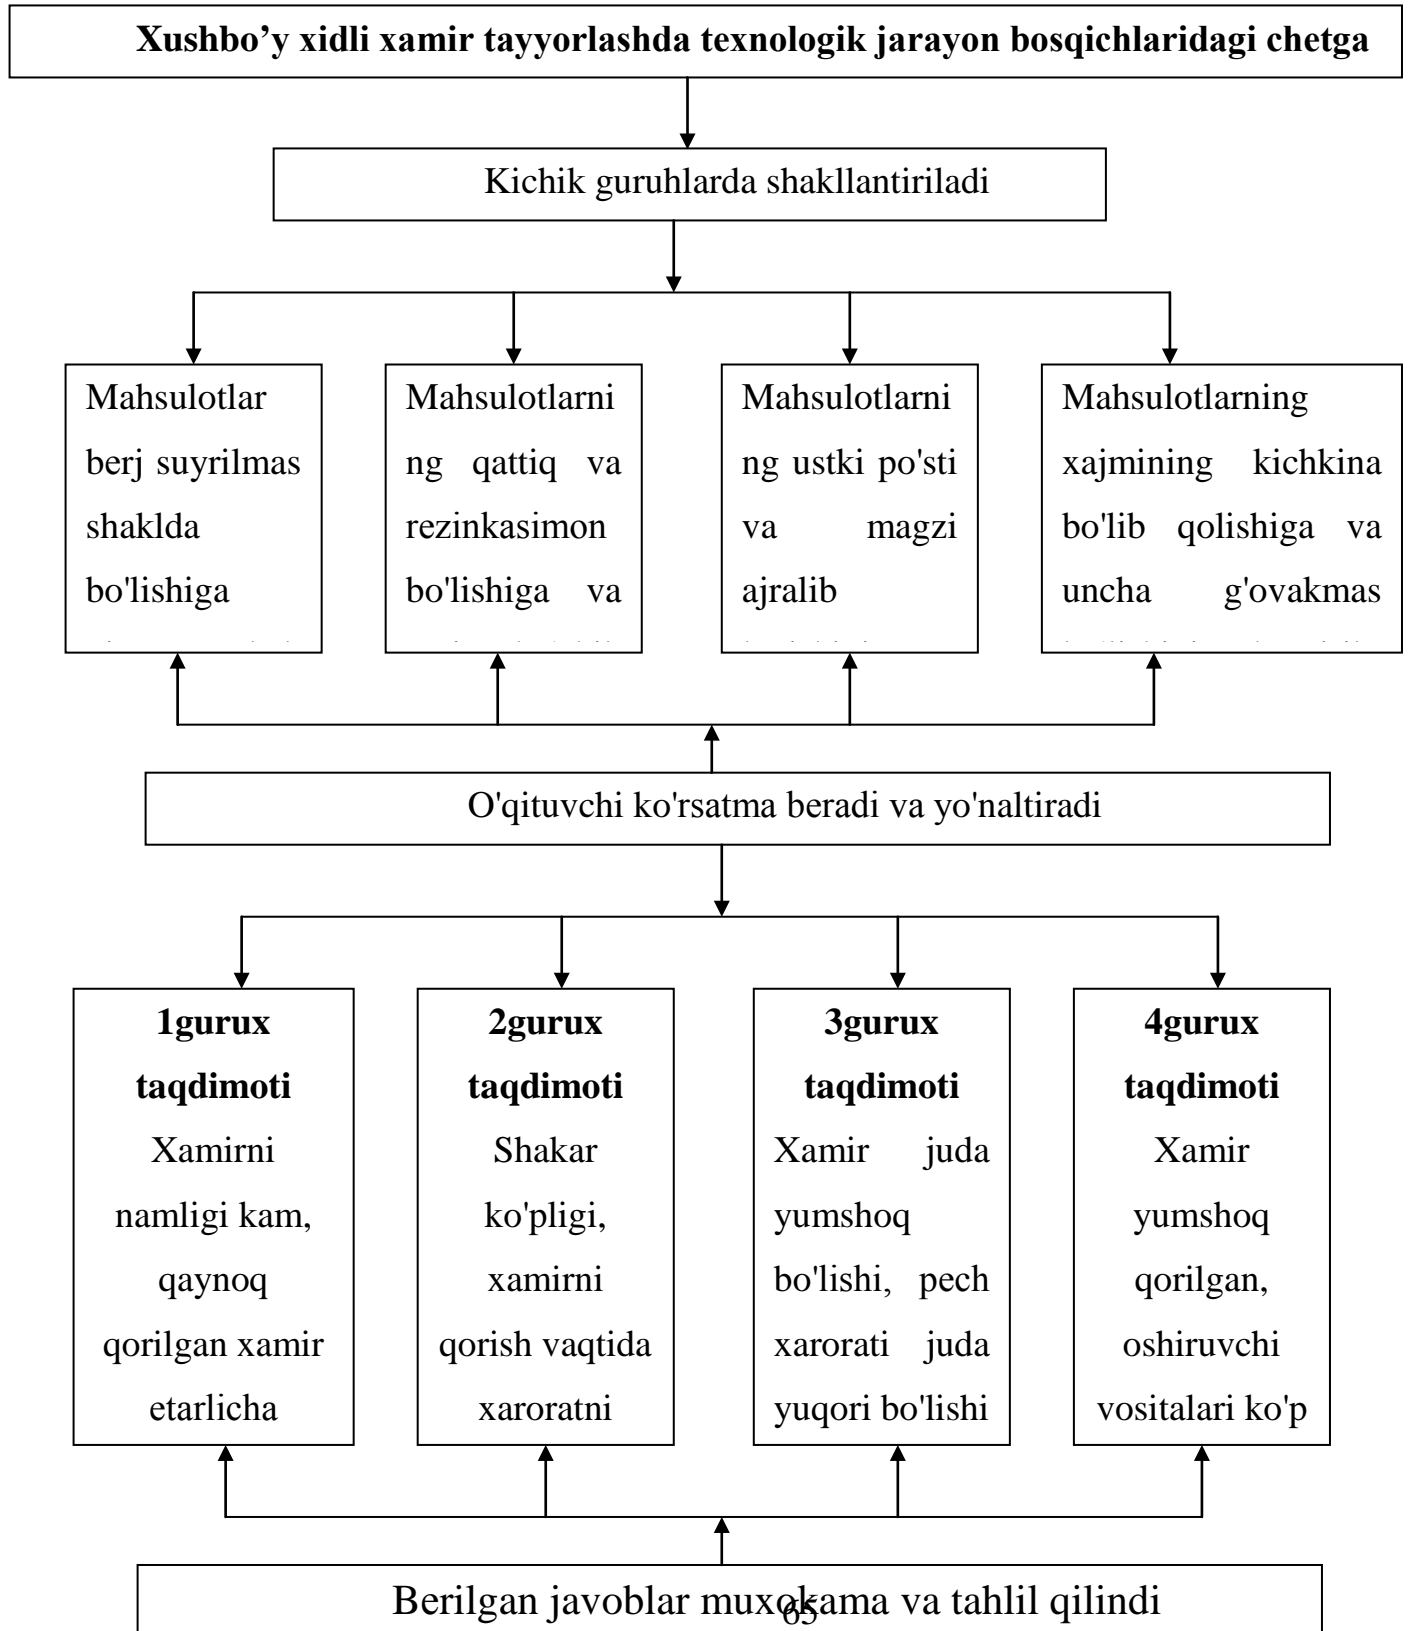 Xushbo’y xidli xamir tayyorlashda texnologik jarayon bosqichlaridagi chetga
Kichik guruhlarda shakllantiriladi
Mahsulotlar
berj suyrilmas
shaklda
bo'lishiga
Mahsulotlarni
ng qattiq va
rezinkasimon
bo'lishiga va
Mahsulotlarni
ng ustki po'sti
va magzi
ajralib
Mahsulotlarning
xajmining kichkina
bo'lib qolishiga va
uncha g'ovakmas
O'qituvchi ko'rsatma beradi va yo'naltiradi
1gurux
taqdimoti
Xamirni
namligi kam,
qaynoq
qorilgan xamir
etarlicha
2gurux
taqdimoti
Shakar
ko'pligi,
xamirni
qorish vaqtida
xaroratni
3gurux
taqdimoti
Xamir juda
yumshoq
bo'lishi, pech
xarorati juda
yuqori bo'lishi
4gurux
taqdimoti
Xamir
yumshoq
qorilgan,
oshiruvchi
vositalari ko'p
Berilgan javoblar muxokama va tahlil qilindi
65